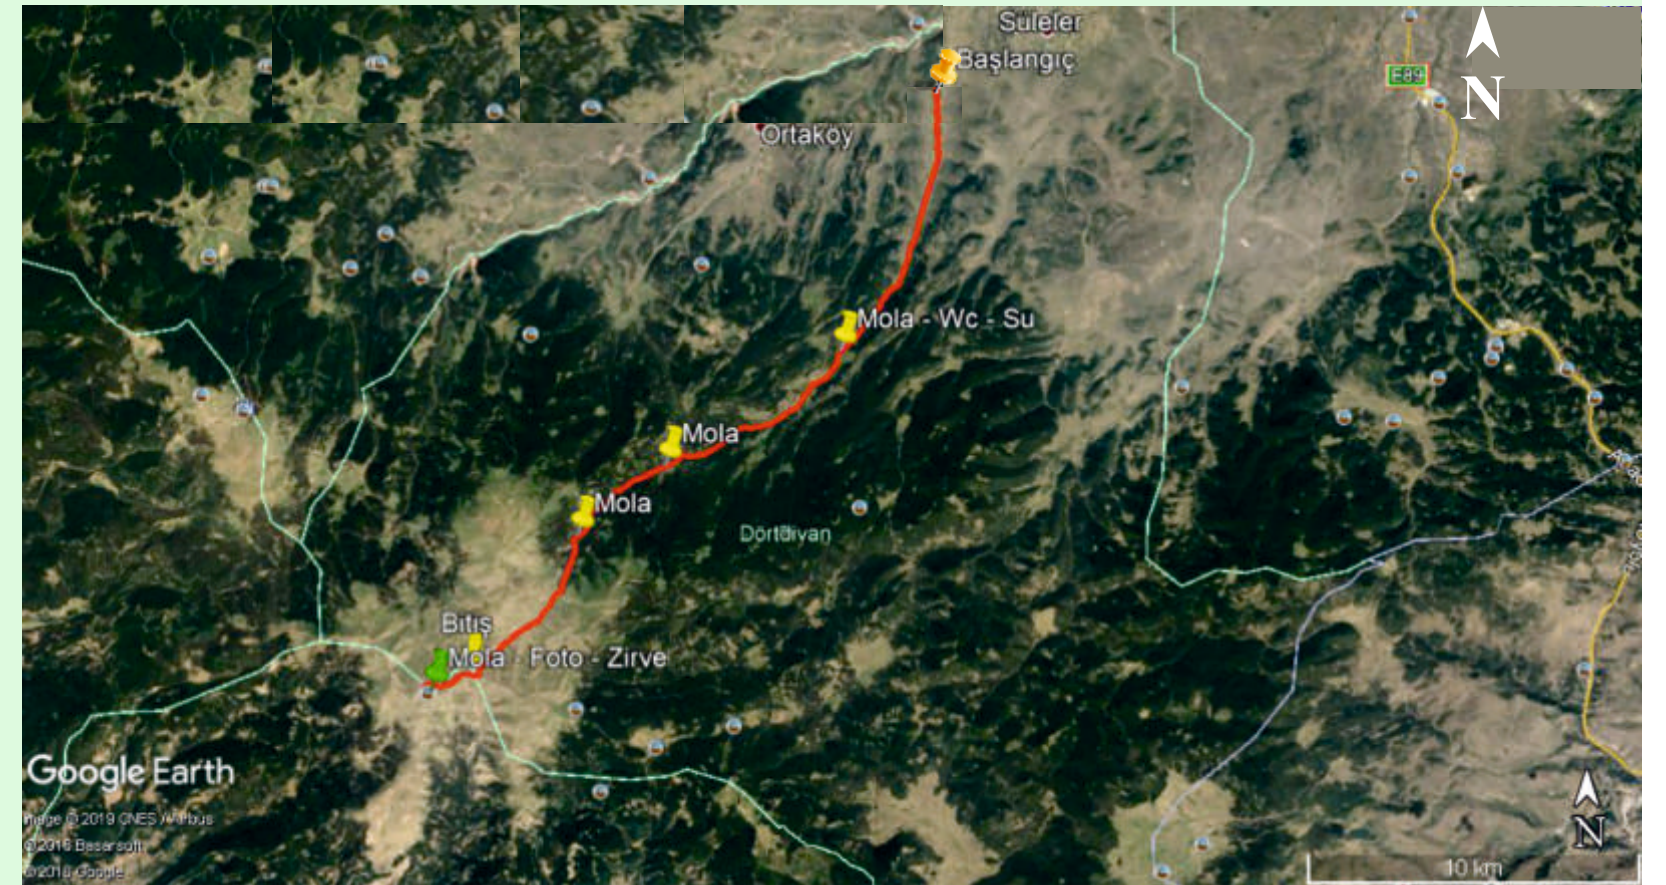 Süleler
Başlangıç
E89
N
Ortaköy
Mola - Wc - Su
Mola
Mola
Dörtdivan
Bitiş
Mola - Foto - Zirve
Google Earth
Image © 2019 CNES / Airbus
© 2018 Basarsoft
© 2018 Google
N
10 km